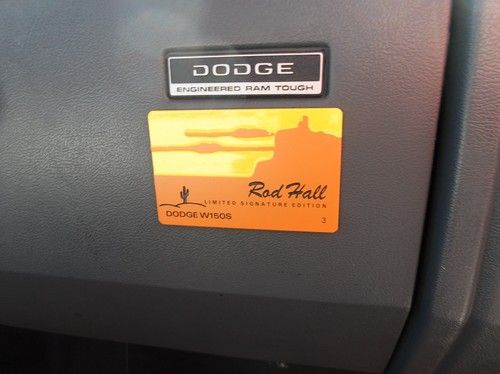 DODGE
ENGINEERED RAM TOUGH
Rod Hall
LIMITED SIGNATURE EDITION
DODGE W150S 3